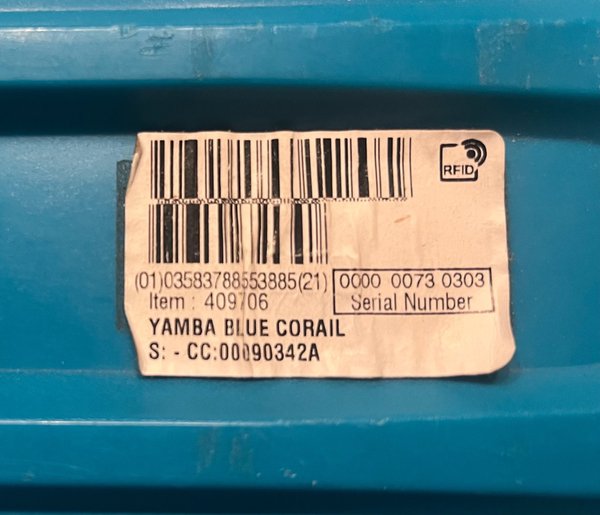 RFID
(01)03583788553885(21)
0000 0073 0303
Item : 409706
Serial Number
YAMBA BLUE CORAIL
S: - CC:00090342A